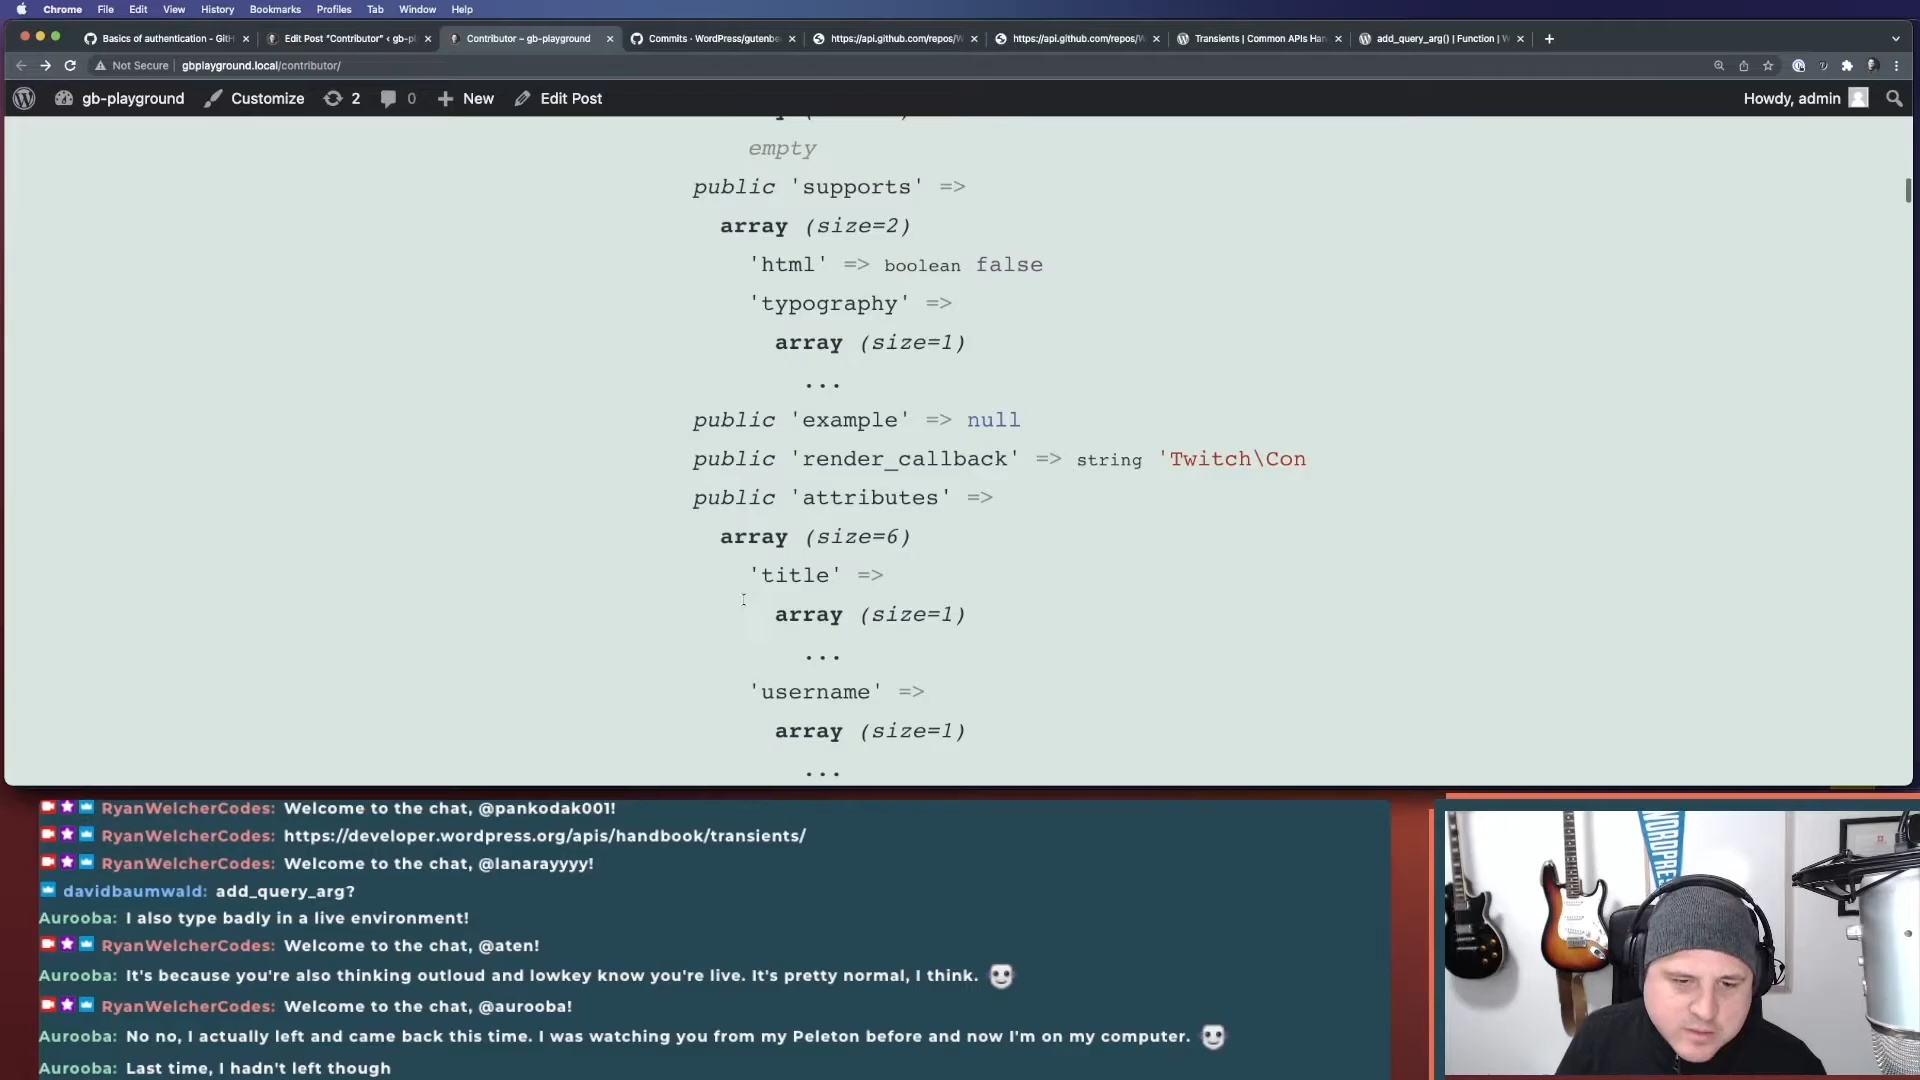 Chrome File Edit View History Bookmarks Profiles Tab Window Help
Basics of authentication - GitH
Edit Post "Contributor" ‹ gb-pl
Contributor – gb-playground
Commits · WordPress/gutenbe
https://api.github.com/repos/W
https://api.github.com/repos/W
Transients | Common APIs Han
add_query_arg() | Function | W
Not Secure | gbplayground.local/contributor/
gb-playground Customize 2 0 New Edit Post Howdy, admin
empty
public 'supports' =>
array (size=2)
'html' => boolean false
'typography' =>
array (size=1)
...
public 'example' => null
public 'render_callback' => string 'Twitch\Con
public 'attributes' =>
array (size=6)
'title' =>
array (size=1)
...
'username' =>
array (size=1)
...
RyanWelcherCodes: Welcome to the chat, @pankodak001!
RyanWelcherCodes: https://developer.wordpress.org/apis/handbook/transients/
RyanWelcherCodes: Welcome to the chat, @lanarayyyy!
davidbaumwald: add_query_arg?
Aurooba: I also type badly in a live environment!
RyanWelcherCodes: Welcome to the chat, @aten!
Aurooba: It's because you're also thinking outloud and lowkey know you're live. It's pretty normal, I think.
RyanWelcherCodes: Welcome to the chat, @aurooba!
Aurooba: No no, I actually left and came back this time. I was watching you from my Peleton before and now I'm on my computer.
Aurooba: Last time, I hadn't left though
WORDPRES